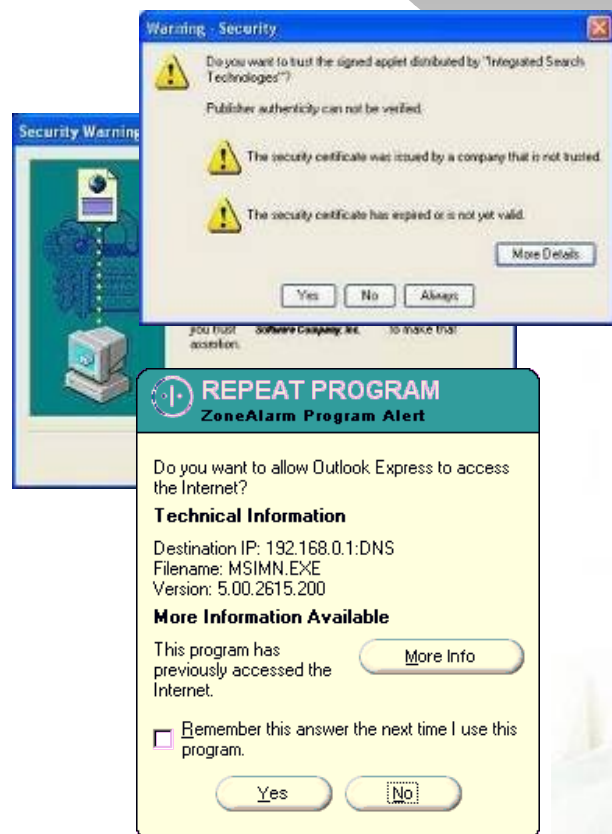 Warning - Security
Do you want to trust the signed applet distributed by "Integrated Search
Technologies"?
Publisher authenticity can not be verified.
The security certificate was issued by a company that is not trusted.
The security certificate has expired or is not yet valid.
More Details
Yes No Always
Security Warning
you trust Software Company, Inc. to make that
assertion.
REPEAT PROGRAM
ZoneAlarm Program Alert
Do you want to allow Outlook Express to access
the Internet?
Technical Information
Destination IP: 192.168.0.1:DNS
Filename: MSIMN.EXE
Version: 5.00.2615.200
More Information Available
This program has
previously accessed the
Internet.
More Info
Remember this answer the next time I use this
program.
Yes No